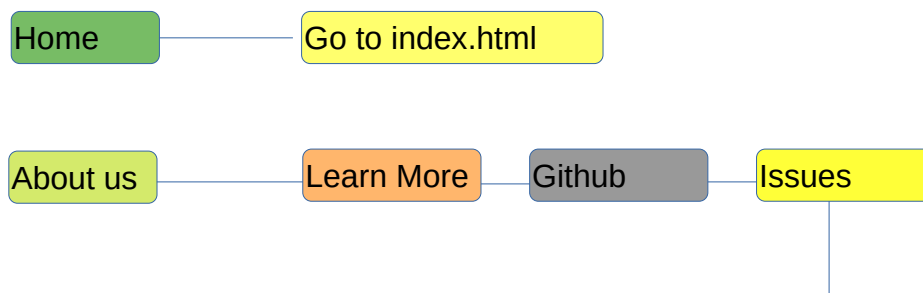 Home
Go to index.html
About us
Learn More
Github
Issues